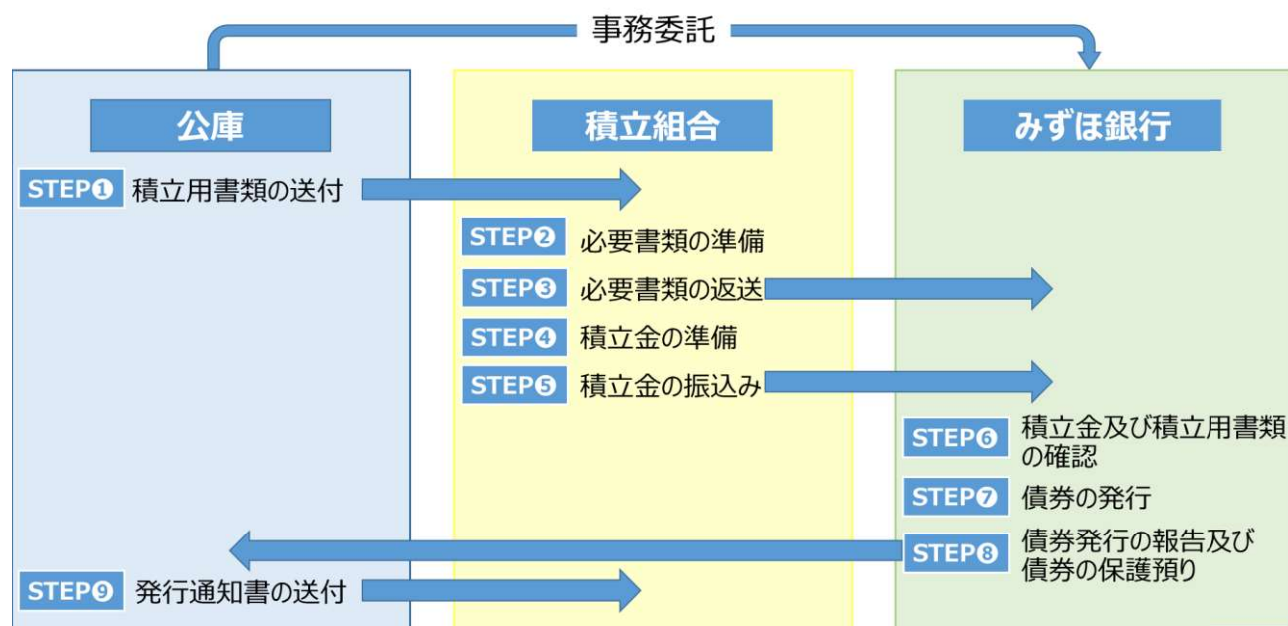 事務委託
公庫
積立組合
みずほ銀行
STEP❶ 積立用書類の送付
STEP❷ 必要書類の準備
STEP❸ 必要書類の返送
STEP❹ 積立金の準備
STEP❺ 積立金の振込み
STEP❻ 積立金及び積立用書類
の確認
STEP❼ 債券の発行
STEP❽ 債券発行の報告及び
債券の保護預り
STEP❾ 発行通知書の送付